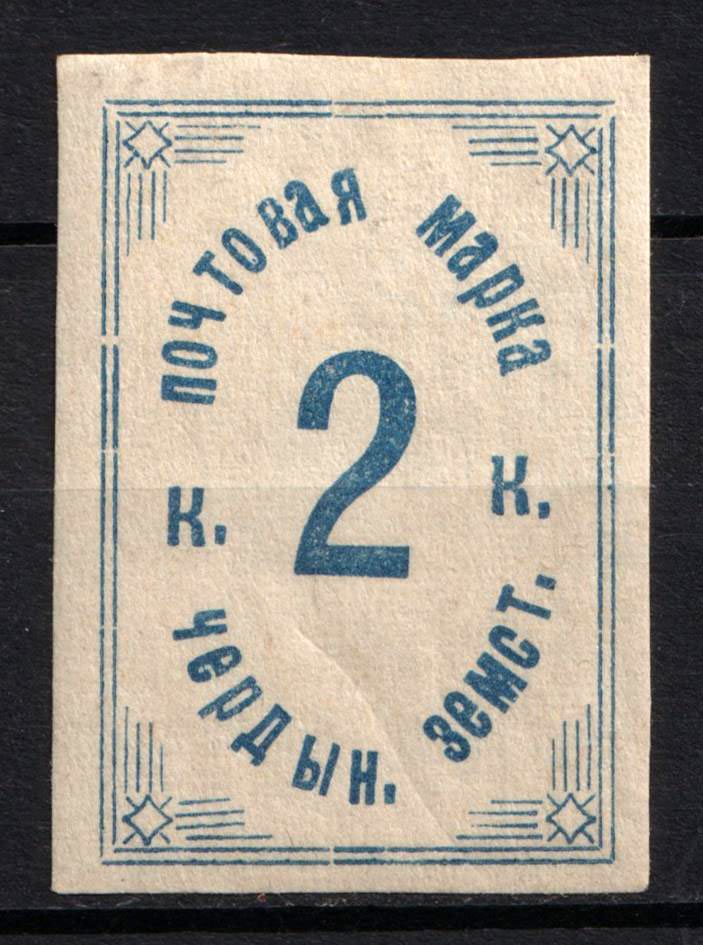 почтовая марка
2
к. к.
чердын. земст.